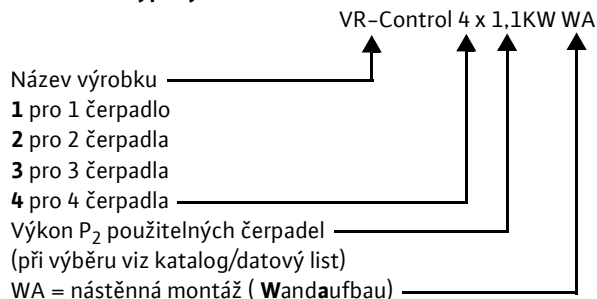 VR-Control 4 x 1,1KW WA
Název výrobku
1 pro 1 čerpadlo
2 pro 2 čerpadla
3 pro 3 čerpadla
4 pro 4 čerpadla
Výkon P2 použitelných čerpadel
(při výběru viz katalog/datový list)
WA = nástěnná montáž ( Wandaufbau)